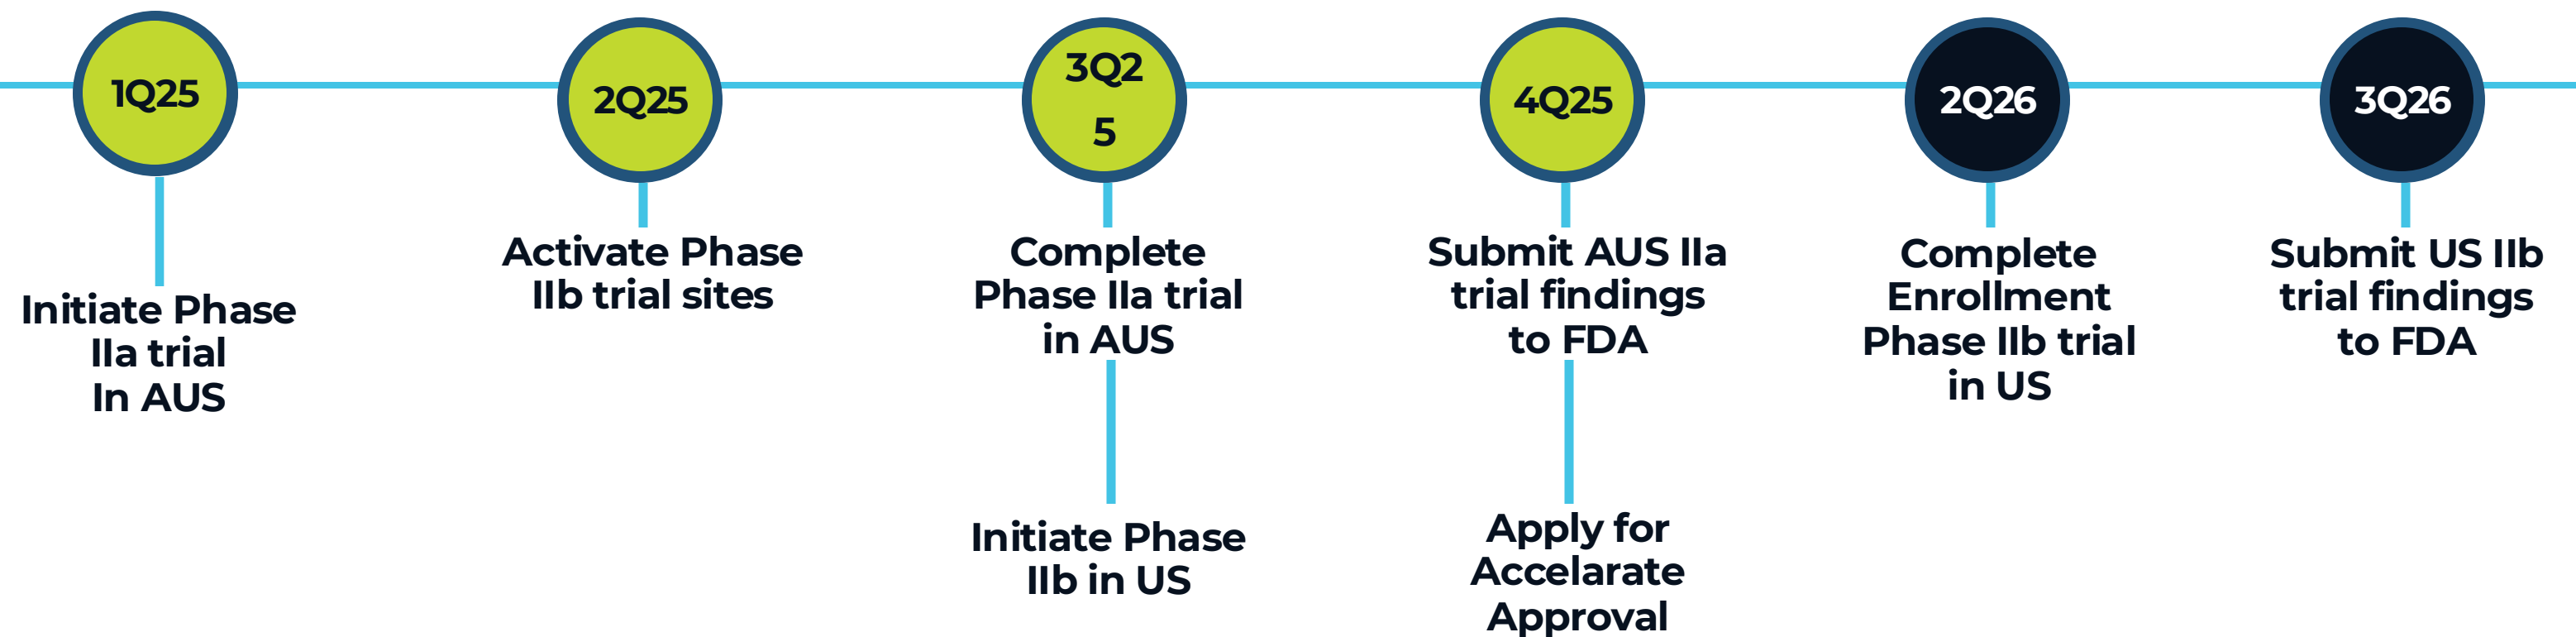 1Q25
2Q25
3Q2
5
4Q25
2Q26
3Q26
Initiate Phase
IIa trial
In AUS
Activate Phase
IIb trial sites
Complete
Phase IIa trial
in AUS
Initiate Phase
IIb in US
Submit AUS IIa
trial findings
to FDA
Apply for
Accelarate
Approval
Complete
Enrollment
Phase IIb trial
in US
Submit US IIb
trial findings
to FDA